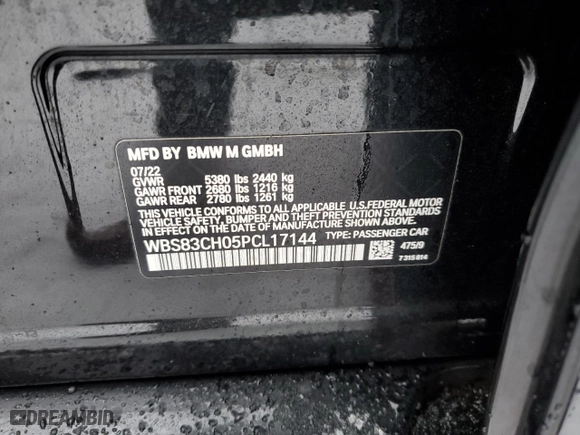 MFD BY BMW M GMBH
07/22
GVWR 5380 lbs 2440 kg
GAWR FRONT 2680 lbs 1216 kg
GAWR REAR 2780 lbs 1261 kg
THIS VEHICLE CONFORMS TO ALL APPLICABLE U.S.FEDERAL MOTOR
VEHICLE SAFETY, BUMPER, AND THEFT PREVENTION STANDARDS
IN EFFECT ON THE DATE OF MANUFACTURE SHOWN ABOVE.
WBS83CH05PCL17144 TYPE: PASSENGER CAR
475/9
7 315 814
DREAMBID.COM